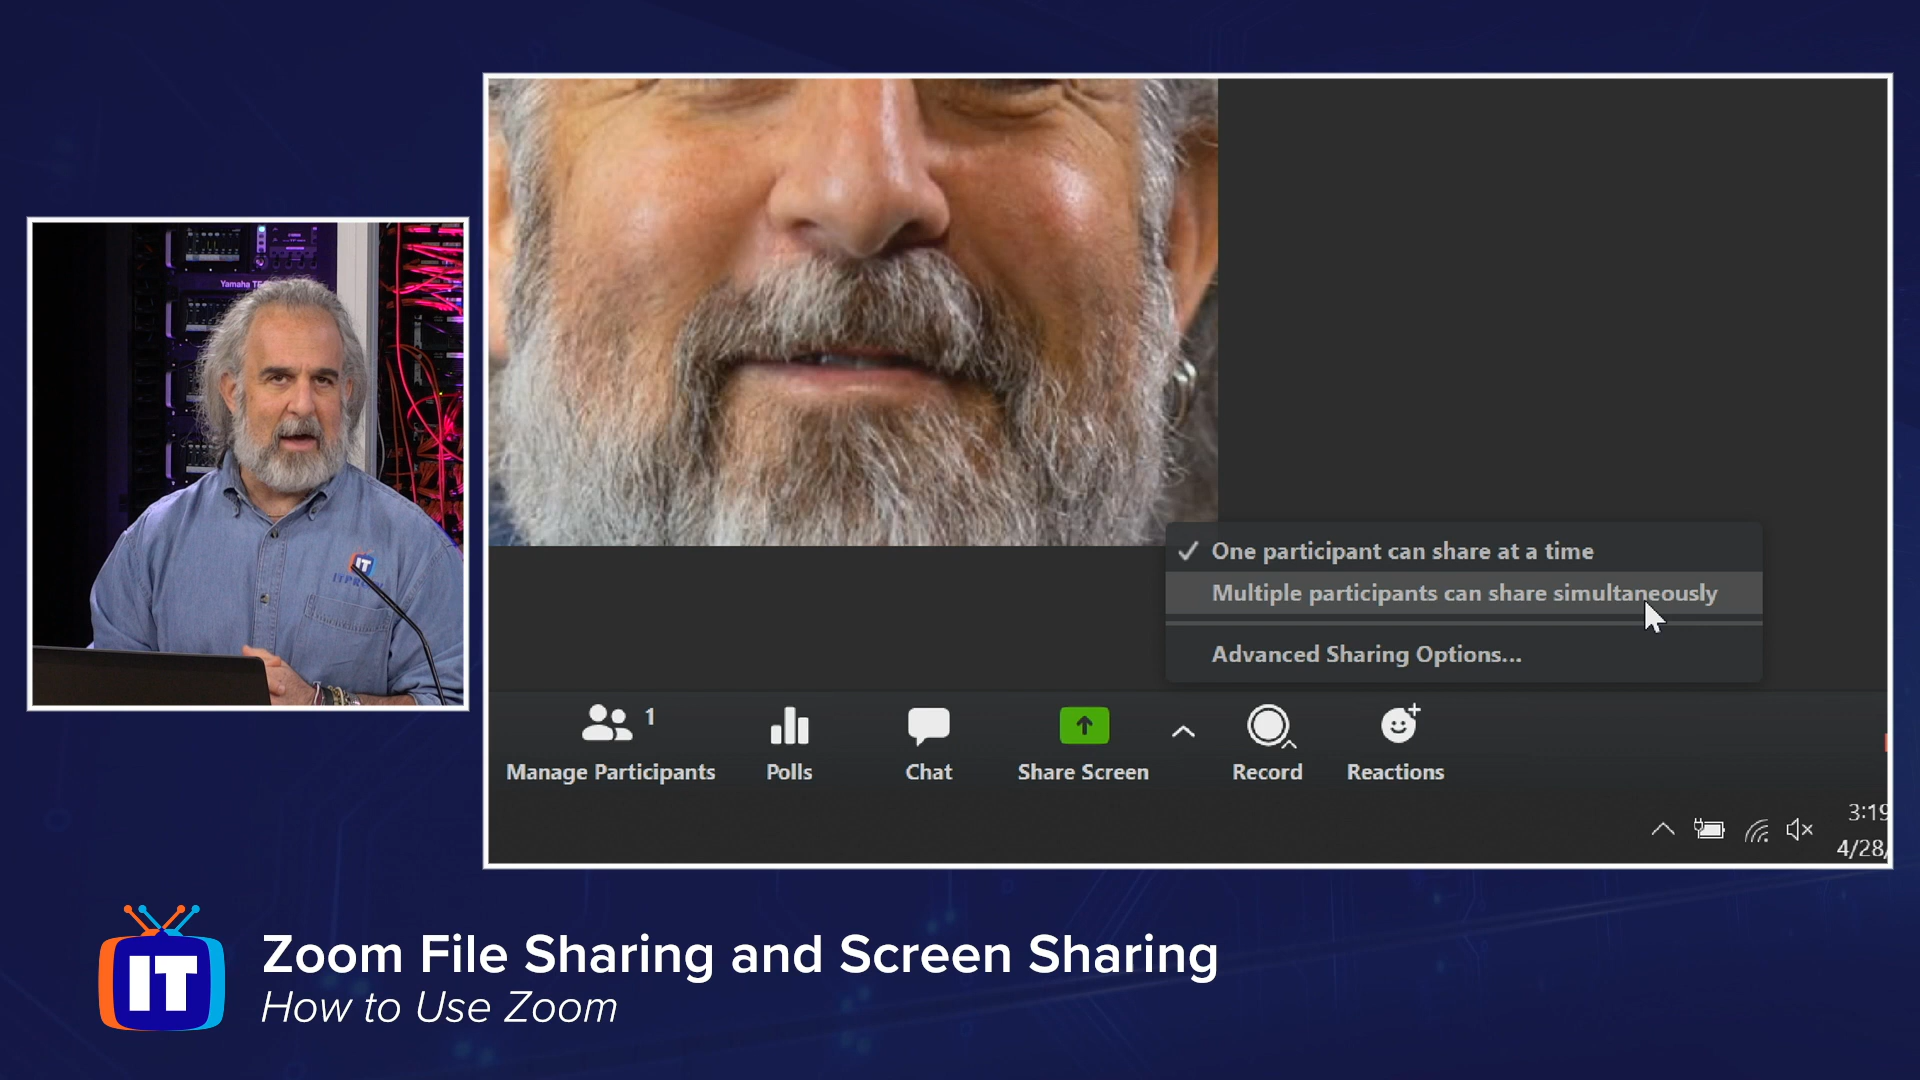 Yamaha
IT
One participant can share at a time
Multiple participants can share simultaneously
Advanced Sharing Options...
1
Manage Participants
Polls
Chat
Share Screen
Record
Reactions
3:19
4/28/
IT
Zoom File Sharing and Screen Sharing
How to Use Zoom